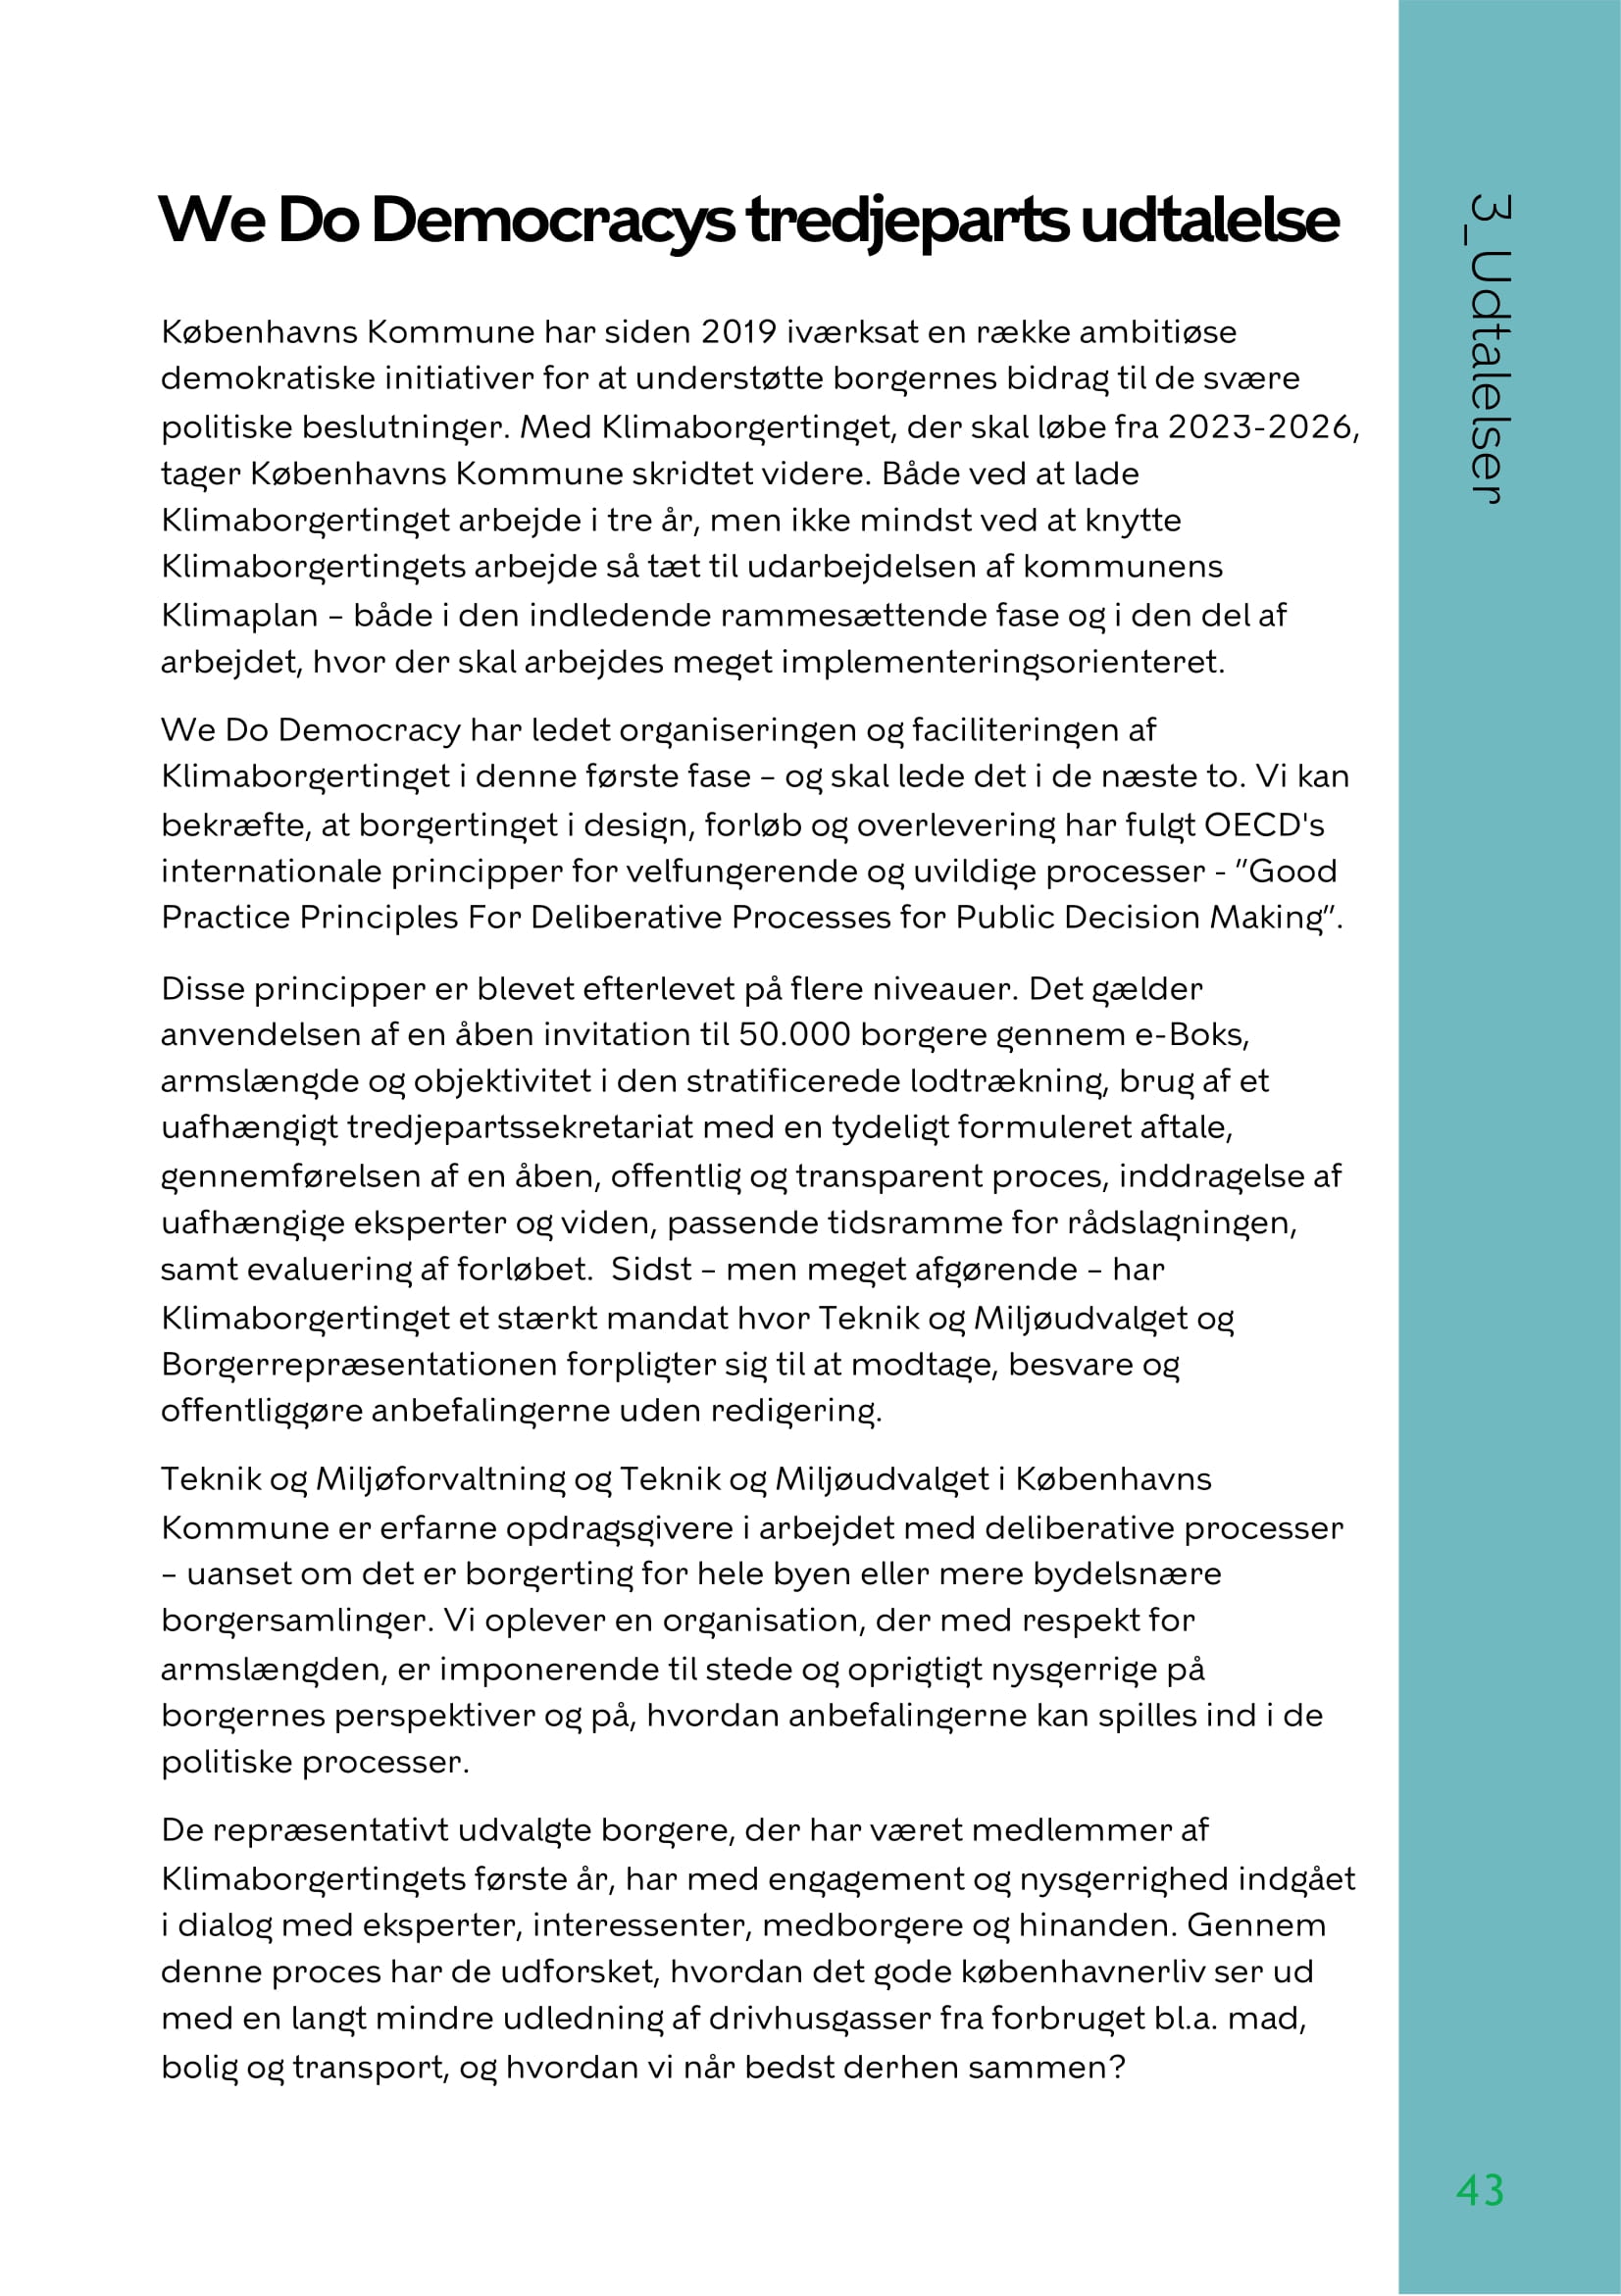 We Do Democracys tredjeparts udtalelse
Københavns Kommune har siden 2019 iværksat en række ambitiøse
demokratiske initiativer for at understøtte borgernes bidrag til de svære
politiske beslutninger. Med Klimaborgertinget, der skal løbe fra 2023-2026,
tager Københavns Kommune skridtet videre. Både ved at lade
Klimaborgertinget arbejde i tre år, men ikke mindst ved at knytte
Klimaborgertingets arbejde så tæt til udarbejdelsen af kommunens
Klimaplan – både i den indledende rammesættende fase og i den del af
arbejdet, hvor der skal arbejdes meget implementeringsorienteret.
We Do Democracy har ledet organiseringen og faciliteringen af
Klimaborgertinget i denne første fase – og skal lede det i de næste to. Vi kan
bekræfte, at borgertinget i design, forløb og overlevering har fulgt OECD's
internationale principper for velfungerende og uvildige processer - ”Good
Practice Principles For Deliberative Processes for Public Decision Making”.
Disse principper er blevet efterlevet på flere niveauer. Det gælder
anvendelsen af en åben invitation til 50.000 borgere gennem e-Boks,
armslængde og objektivitet i den stratificerede lodtrækning, brug af et
uafhængigt tredjepartssekretariat med en tydeligt formuleret aftale,
gennemførelsen af en åben, offentlig og transparent proces, inddragelse af
uafhængige eksperter og viden, passende tidsramme for rådslagningen,
samt evaluering af forløbet.  Sidst – men meget afgørende – har
Klimaborgertinget et stærkt mandat hvor Teknik og Miljøudvalget og
Borgerrepræsentationen forpligter sig til at modtage, besvare og
offentliggøre anbefalingerne uden redigering.
Teknik og Miljøforvaltning og Teknik og Miljøudvalget i Københavns
Kommune er erfarne opdragsgivere i arbejdet med deliberative processer
– uanset om det er borgerting for hele byen eller mere bydelsnære
borgersamlinger. Vi oplever en organisation, der med respekt for
armslængden, er imponerende til stede og oprigtigt nysgerrige på
borgernes perspektiver og på, hvordan anbefalingerne kan spilles ind i de
politiske processer.
De repræsentativt udvalgte borgere, der har været medlemmer af
Klimaborgertingets første år, har med engagement og nysgerrighed indgået
i dialog med eksperter, interessenter, medborgere og hinanden. Gennem
denne proces har de udforsket, hvordan det gode københavnerliv ser ud
med en langt mindre udledning af drivhusgasser fra forbruget bl.a. mad,
bolig og transport, og hvordan vi når bedst derhen sammen?
3_Udtalelser
43